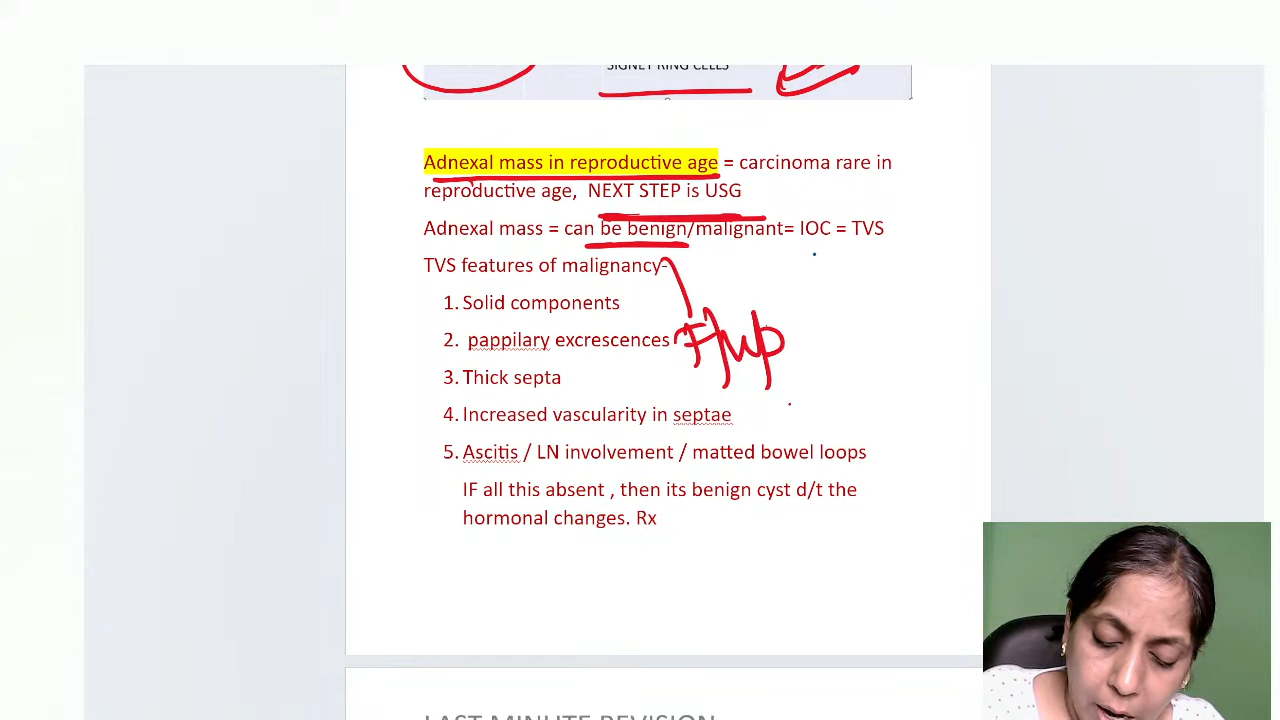 SIGNET RING CELLS
Adnexal mass in reproductive age = carcinoma rare in
reproductive age, NEXT STEP is USG
Adnexal mass = can be benign/malignant= IOC = TVS
TVS features of malignancy-
1. Solid components
2. pappilary excrescences
3. Thick septa
4. Increased vascularity in septae
5. Ascitis / LN involvement / matted bowel loops
IF all this absent , then its benign cyst d/t the
hormonal changes. Rx
LAST MINUTE REVISION